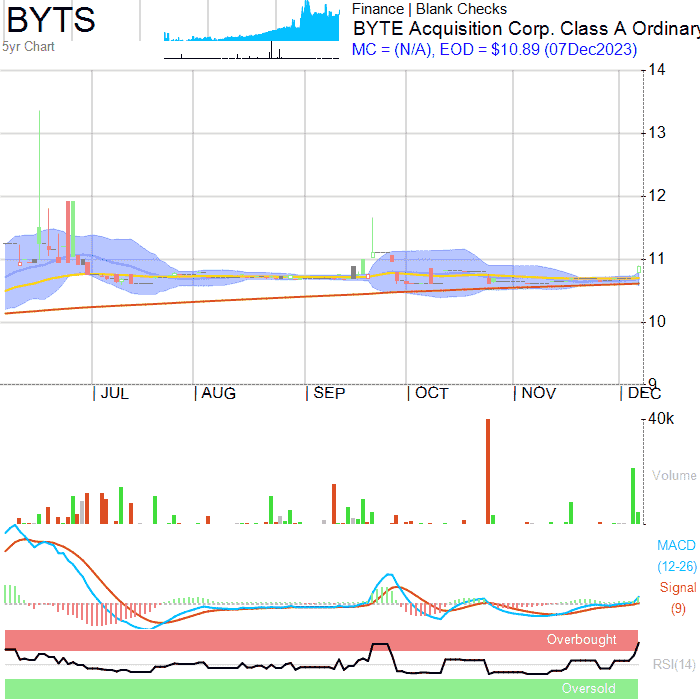 BYTS
5yr Chart
Finance | Blank Checks
BYTE Acquisition Corp. Class A Ordinary
MC = (N/A), EOD = $10.89 (07Dec2023)
14
13
12
11
10
9
JUL AUG SEP OCT NOV DEC
40k
Volume
MACD
(12-26)
Signal
(9)
Overbought
RSI(14)
Oversold